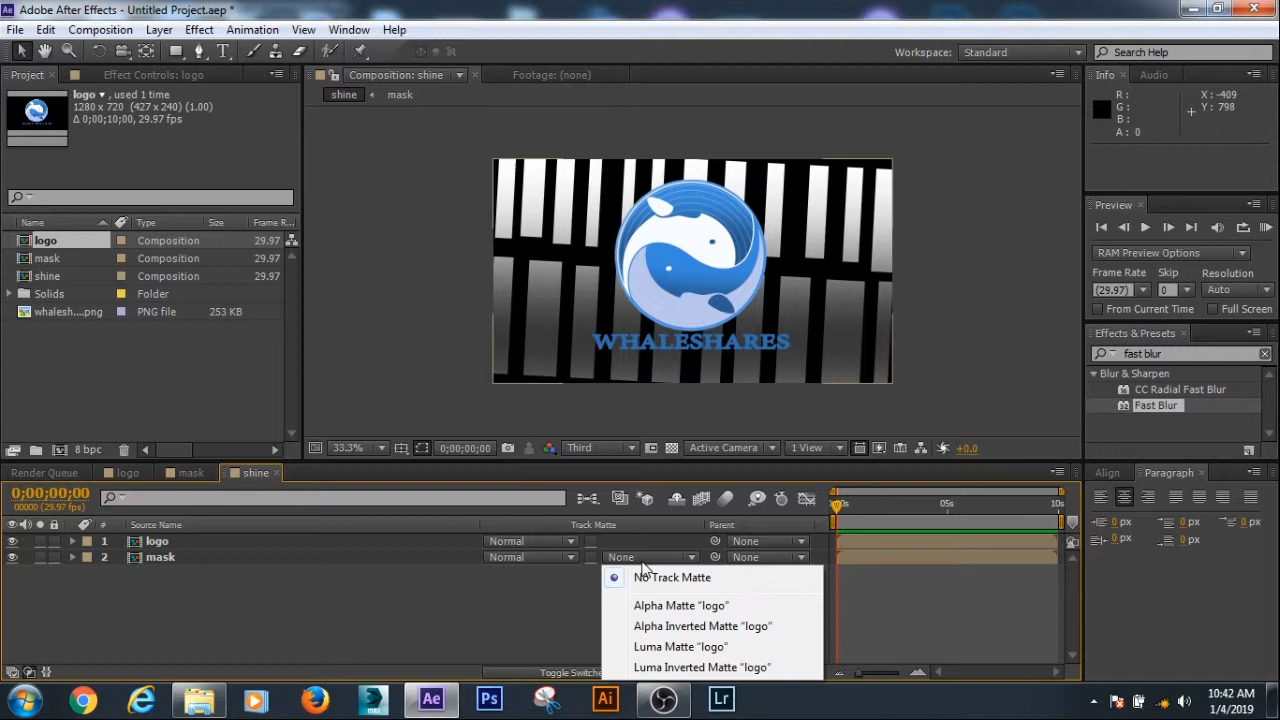 Adobe After Effects - Untitled Project.aep *
File Edit Composition Layer Effect Animation View Window Help
Workspace: Standard Search Help
Project Effect Controls: logo Composition: shine Footage: (none) Info Audio
logo , used 1 time
1280 x 720 (427 x 240) (1.00)
Δ 0;00;10;00, 29.97 fps
shine mask
R : X : -409
G : Y : 798
B :
A : 0
Preview
RAM Preview Options
Frame Rate Skip Resolution
(29.97) 0 Auto
From Current Time Full Screen
Name Type Size Frame R...
logo Composition 29.97
mask Composition 29.97
shine Composition 29.97
Solids Folder
whalesh....png PNG file 253 KB
WHALESHARES
Effects & Presets
fast blur
Blur & Sharpen
CC Radial Fast Blur
Fast Blur
8 bpc 33.3% 0;00;00;00 Third Active Camera 1 View +0.0
Render Queue logo mask shine Align Paragraph
0;00;00;00
00000 (29.97 fps)
00s 05s 10s
# Source Name Track Matte Parent
1 logo Normal None
2 mask Normal None None
No Track Matte
Alpha Matte "logo"
Alpha Inverted Matte "logo"
Luma Matte "logo"
Luma Inverted Matte "logo"
Toggle Switche
0 px 0 px 0 px
0 px 0 px
Ae Ps Ai Lr
10:42 AM
1/4/2019